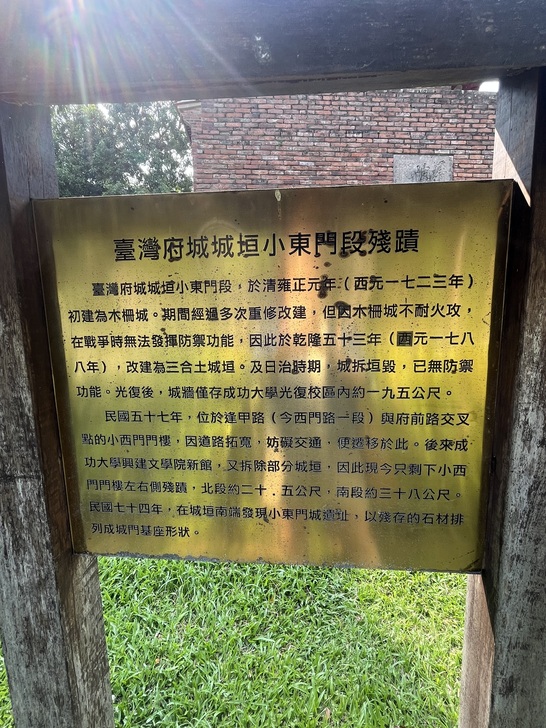 臺灣府城城垣小東門段殘蹟
臺灣府城城垣小東門段，於清雍正元年（西元一七二三年）
初建為木柵城。期間經過多次重修改建，但因木柵城不耐火攻，
在戰爭時無法發揮防禦功能，因此於乾隆五十三年（西元一七八
八年），改建為三合土城垣。及日治時期，城拆垣毀，已無防禦
功能。光復後，城牆僅存成功大學光復校區內約一九五公尺。
民國五十七年，位於逢甲路（今西門路一段）與府前路交叉
點的小西門門樓，因道路拓寬，妨礙交通，便遷移於此。後來成
功大學興建文學院新館，又拆除部分城垣，因此現今只剩下小西
門門樓左右側殘蹟，北段約二十．五公尺，南段約三十八公尺。
民國七十四年，在城垣南端發現小東門城遺址，以殘存的石材排
列成城門基座形狀。